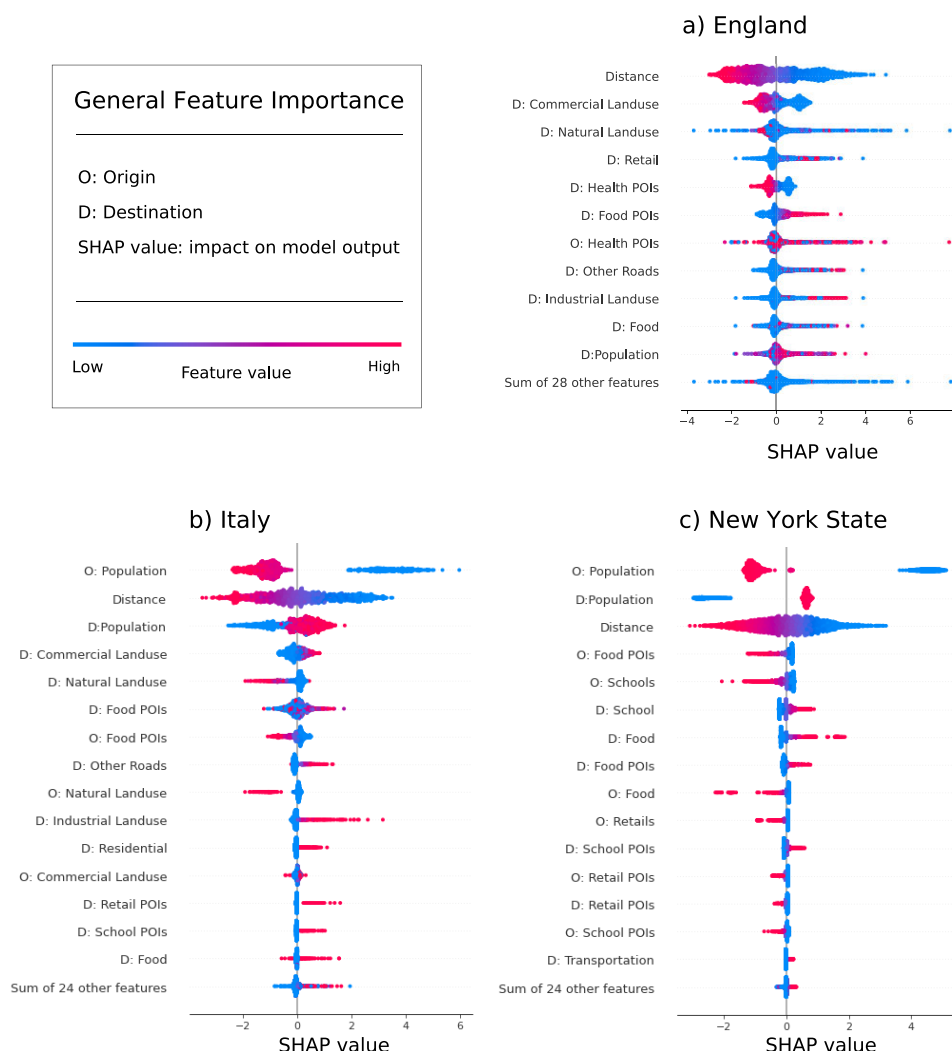 a) England
General Feature Importance
O: Origin
D: Destination
SHAP value: impact on model output
Low
Feature value
High
Distance
D: Commercial Landuse
D: Natural Landuse
D: Retail
D: Health POIs
D: Food POIs
O: Health POIs
D: Other Roads
D: Industrial Landuse
D: Food
D:Population
Sum of 28 other features
−4 −2 0 2 4 6
SHAP value
b) Italy
O: Population
Distance
D:Population
D: Commercial Landuse
D: Natural Landuse
D: Food POIs
O: Food POIs
D: Other Roads
O: Natural Landuse
D: Industrial Landuse
D: Residential
O: Commercial Landuse
D: Retail POIs
D: School POIs
D: Food
Sum of 24 other features
−2 0 2 4 6
SHAP value
c) New York State
O: Population
D:Population
Distance
O: Food POIs
O: Schools
D: School
D: Food
D: Food POIs
O: Food
O: Retails
D: School POIs
O: Retail POIs
D: Retail POIs
O: School POIs
D: Transportation
Sum of 24 other features
−2 0 2 4
SHAP value